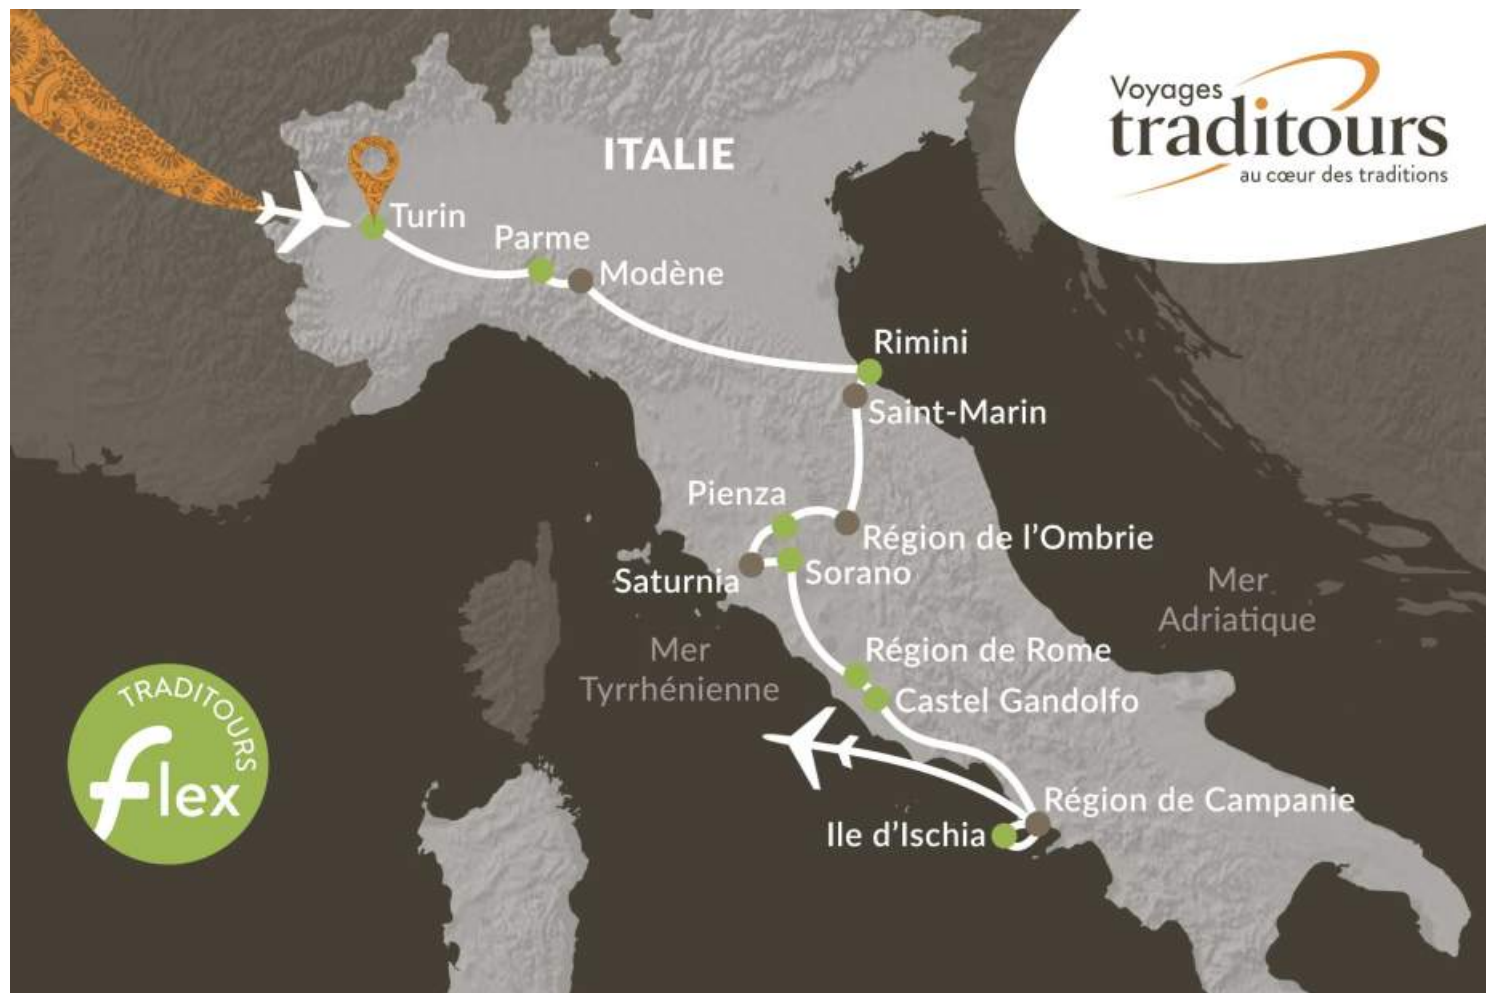 Voyages
traditours
au cœur des traditions
ITALIE
Turin
Parme
Modène
Rimini
Saint-Marin
Pienza
Région de l'Ombrie
Saturnia
Sorano
Mer
Adriatique
Mer
Tyrrhénienne
Région de Rome
Castel Gandolfo
Région de Campanie
Ile d'Ischia
TRADITOURS
flex